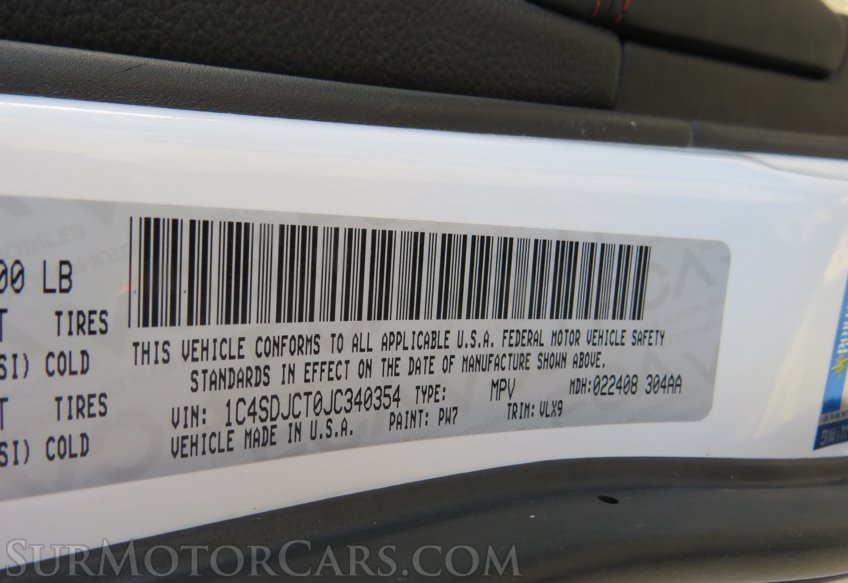 00 LB
T TIRES
SI) COLD
T TIRES
SI) COLD
THIS VEHICLE CONFORMS TO ALL APPLICABLE U.S.A. FEDERAL MOTOR VEHICLE SAFETY
STANDARDS IN EFFECT ON THE DATE OF MANUFACTURE SHOWN ABOVE.
VIN: 1C4SDJCT0JC340354 TYPE: MPV MDH: 022408 304AA
VEHICLE MADE IN U.S.A. PAINT: PW7 TRIM: VLX9
SURMOTORCARS.COM